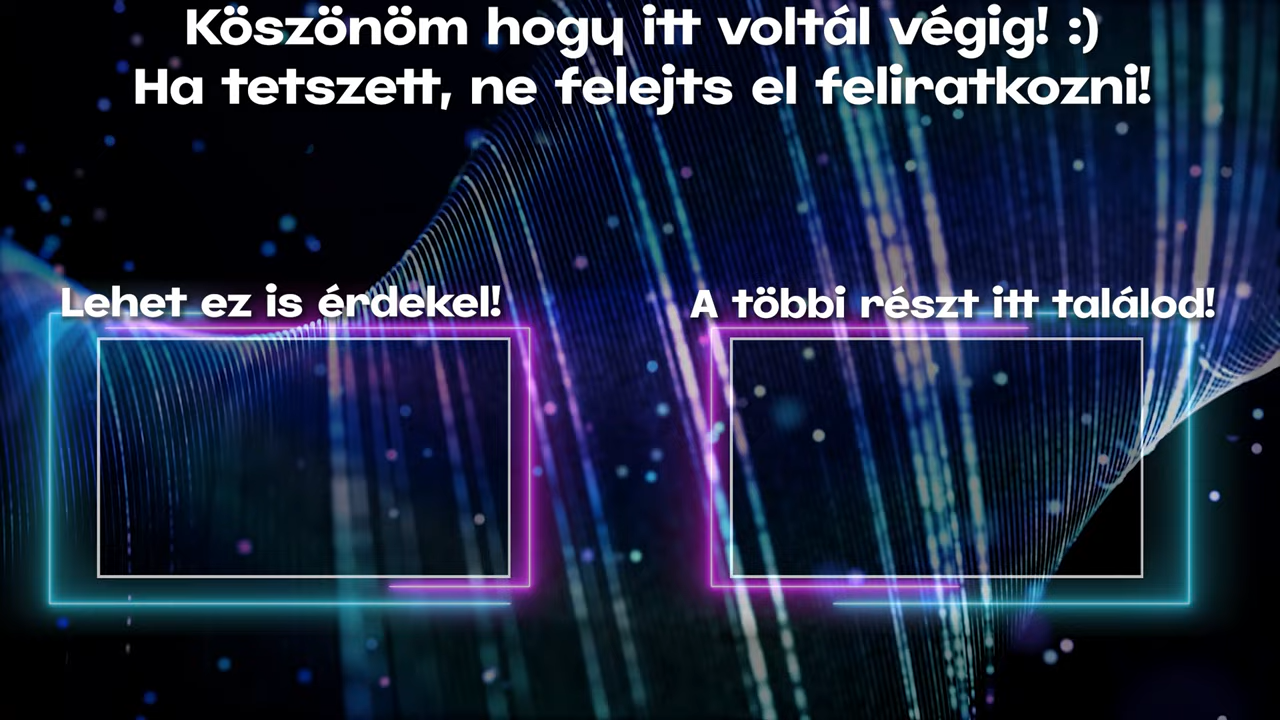 Köszönöm hogy itt voltál végig! :)
Ha tetszett, ne felejts el feliratkozni!
Lehet ez is érdekel!
A többi részt itt találod!